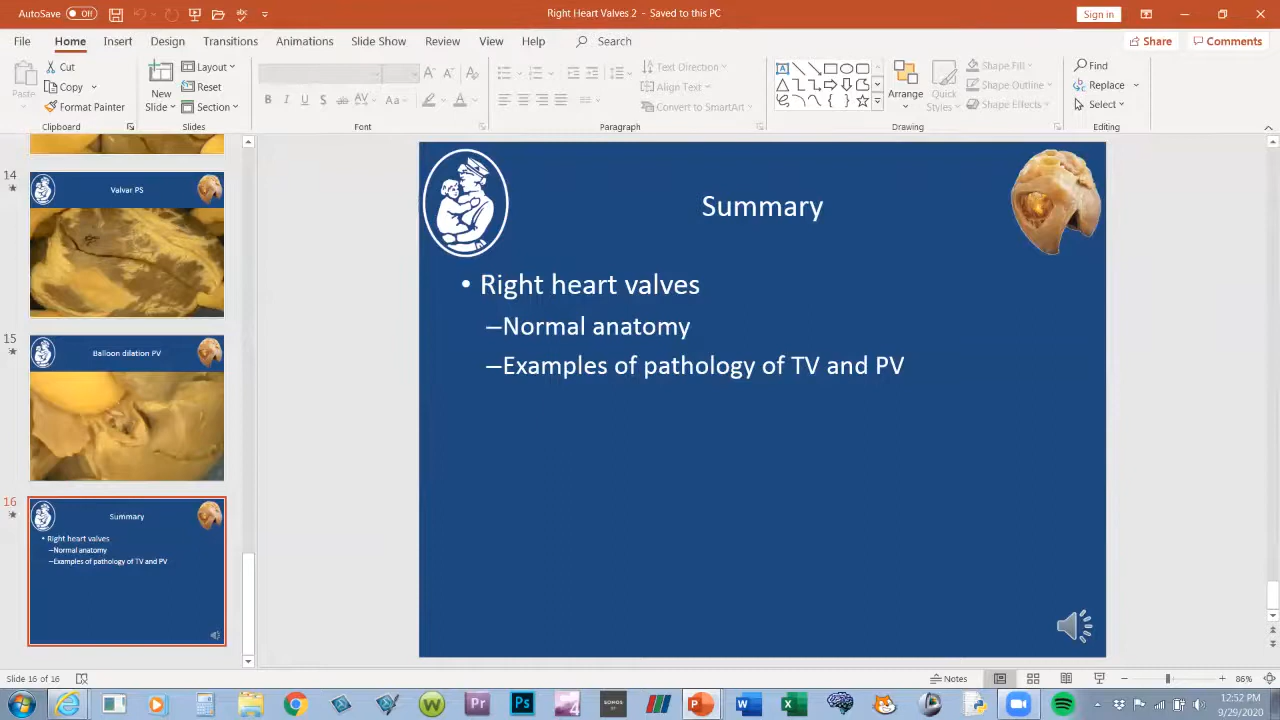 AutoSave Off
Right Heart Valves 2 - Saved to this PC
Sign in
File Home Insert Design Transitions Animations Slide Show Review View Help Search
Share Comments
Paste
Cut
Copy
Format Painter
Clipboard
New
Slide
Layout
Reset
Section
Slides
Font
Text Direction
Align Text
Convert to SmartArt
Paragraph
Arrange
Quick
Styles
Shape Fill
Shape Outline
Shape Effects
Drawing
Find
Replace
Select
Editing
14
Valvar PS
15
Balloon dilation PV
16
Summary
• Right heart valves
–Normal anatomy
–Examples of pathology of TV and PV
Summary
• Right heart valves
–Normal anatomy
–Examples of pathology of TV and PV
Slide 16 of 16
Notes
86%
12:52 PM
9/29/2020